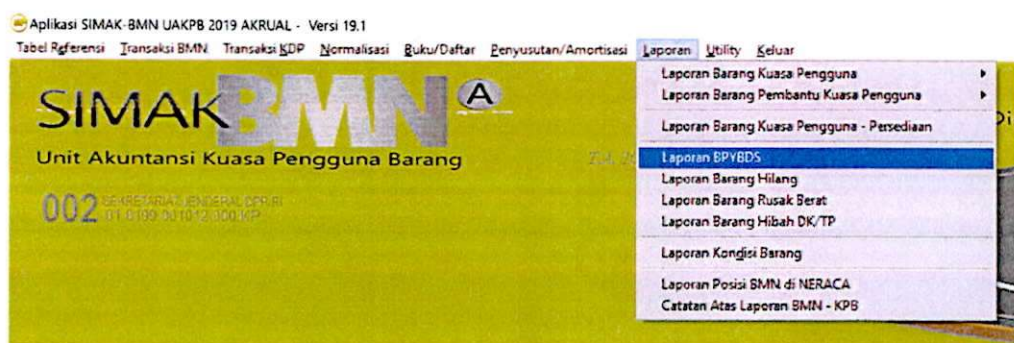 Aplikasi SIMAK-BMN UAKPB 2019 AKRUAL - Versi 19.1
Tabel Referensi Transaksi BMN Transaksi KDP Normalisasi Buku/Daftar Penyusutan/Amortisasi Laporan Utility Keluar
SIMAK BMN A
Unit Akuntansi Kuasa Pengguna Barang
002 SEKRETARIAT JENDERAL DPR RI
Laporan Barang Kuasa Pengguna
Laporan Barang Pembantu Kuasa Pengguna
Laporan Barang Kuasa Pengguna - Persediaan
Laporan BPYBDS
Laporan Barang Hilang
Laporan Barang Rusak Berat
Laporan Barang Hibah DK/TP
Laporan Kondisi Barang
Laporan Posisi BMN di NERACA
Catatan Atas Laporan BMN - KPB